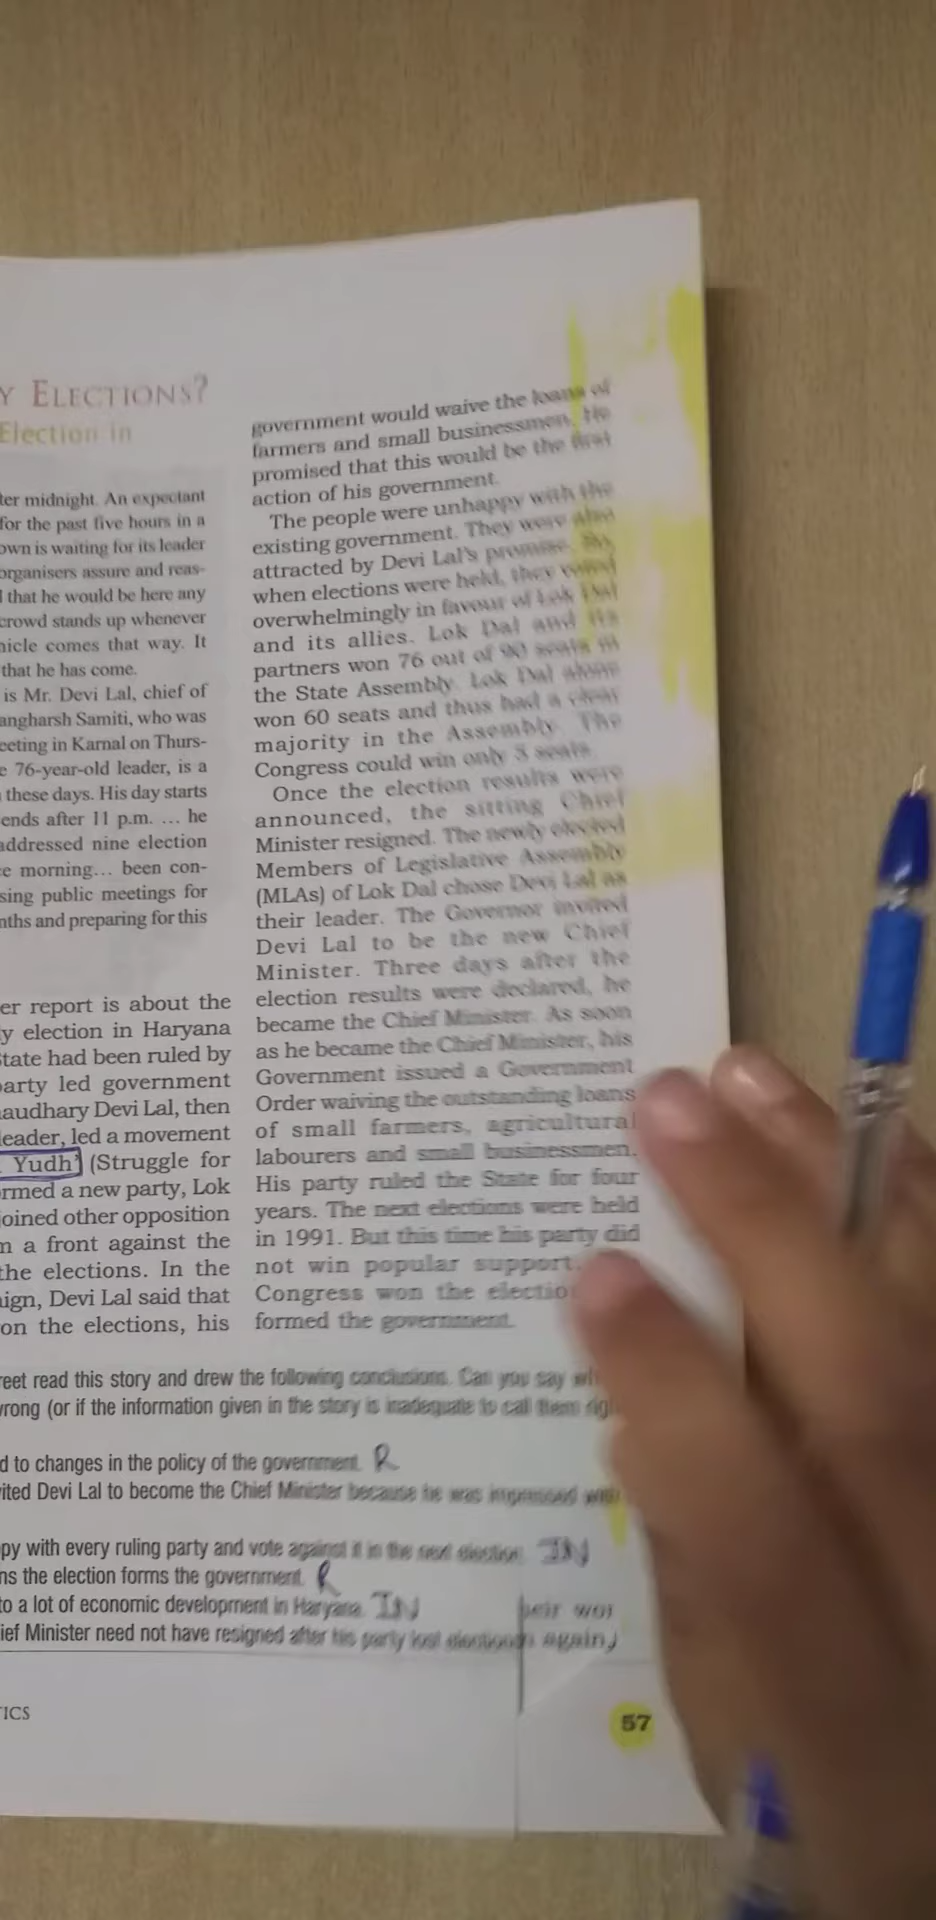 Y ELECTIONS?
Election in
ter midnight. An expectant
for the past five hours in a
own is waiting for its leader
organisers assure and reas-
l that he would be here any
crowd stands up whenever
nicle comes that way. It
that he has come.
is Mr. Devi Lal, chief of
angharsh Samiti, who was
eeting in Karnal on Thurs-
e 76-year-old leader, is a
these days. His day starts
ends after 11 p.m. ... he
addressed nine election
e morning... been con-
sing public meetings for
nths and preparing for this
er report is about the
y election in Haryana
State had been ruled by
party led government
haudhary Devi Lal, then
leader, led a movement
Yudh' (Struggle for
ormed a new party, Lok
joined other opposition
n a front against the
the elections. In the
aign, Devi Lal said that
on the elections, his
government would waive the loans of
farmers and small businessmen. He
promised that this would be the first
action of his government.
The people were unhappy with the
existing government. They were also
attracted by Devi Lal's promise. So,
when elections were held, they voted
overwhelmingly in favour of Lok Dal
and its allies. Lok Dal and its
partners won 76 out of 90 seats in
the State Assembly. Lok Dal alone
won 60 seats and thus had a clear
majority in the Assembly. The
Congress could win only 5 seats.
Once the election results were
announced, the sitting Chief
Minister resigned. The newly elected
Members of Legislative Assembly
(MLAs) of Lok Dal chose Devi Lal as
their leader. The Governor invited
Devi Lal to be the new Chief
Minister. Three days after the
election results were declared, he
became the Chief Minister. As soon
as he became the Chief Minister, his
Government issued a Government
Order waiving the outstanding loans
of small farmers, agricultural
labourers and small businessmen.
His party ruled the State for four
years. The next elections were held
in 1991. But this time his party did
not win popular support.
Congress won the electio
formed the government.
reet read this story and drew the following conclusions. Can you say wh
wrong (or if the information given in the story is inadequate to call them rig
d to changes in the policy of the government. R
vited Devi Lal to become the Chief Minister because he was impressed with
py with every ruling party and vote against it in the next election. IN
ns the election forms the government. R
to a lot of economic development in Haryana. IN
ief Minister need not have resigned after his party lost elections
eir wor
again,
TICS
57